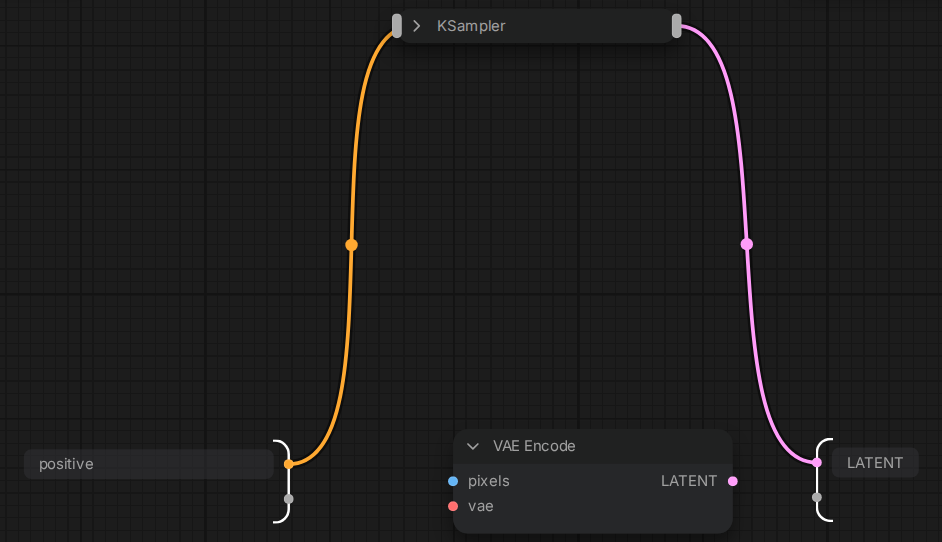 KSampler
positive
VAE Encode
LATENT
pixels LATENT
vae